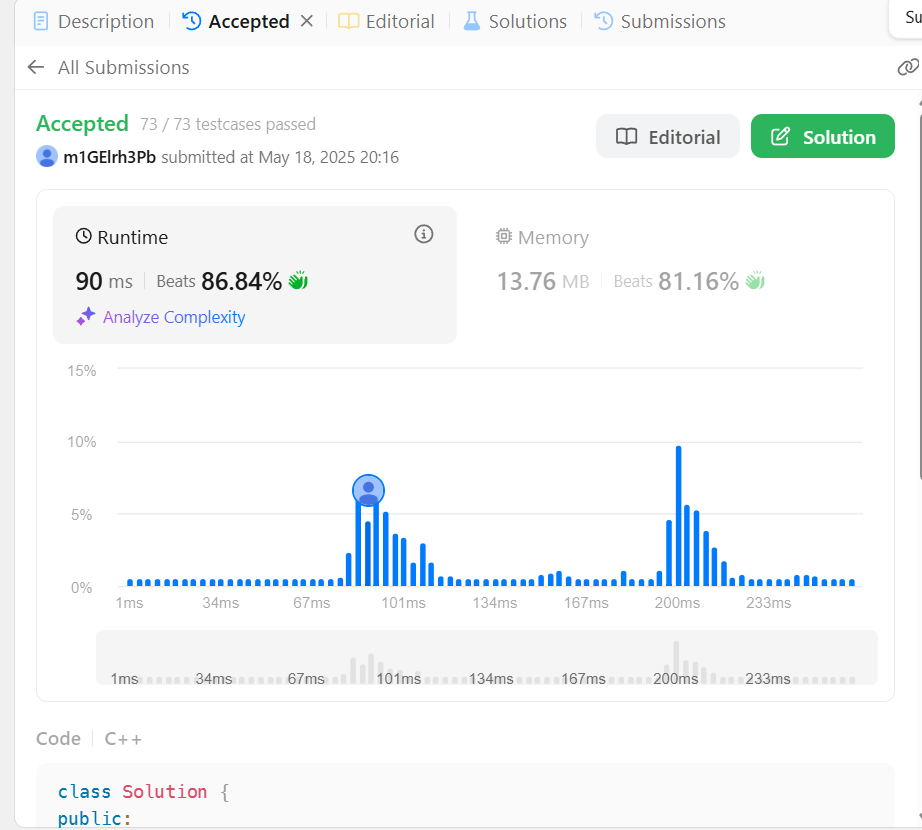 Description Accepted Editorial Solutions Submissions
Su
All Submissions
Accepted 73 / 73 testcases passed
m1GElrh3Pb submitted at May 18, 2025 20:16
Editorial
Solution
Runtime
90 ms Beats 86.84%
Analyze Complexity
Memory
13.76 MB Beats 81.16%
15%
10%
5%
0%
1ms 34ms 67ms 101ms 134ms 167ms 200ms 233ms
1ms 34ms 67ms 101ms 134ms 167ms 200ms 233ms
Code C++
class Solution {
public: